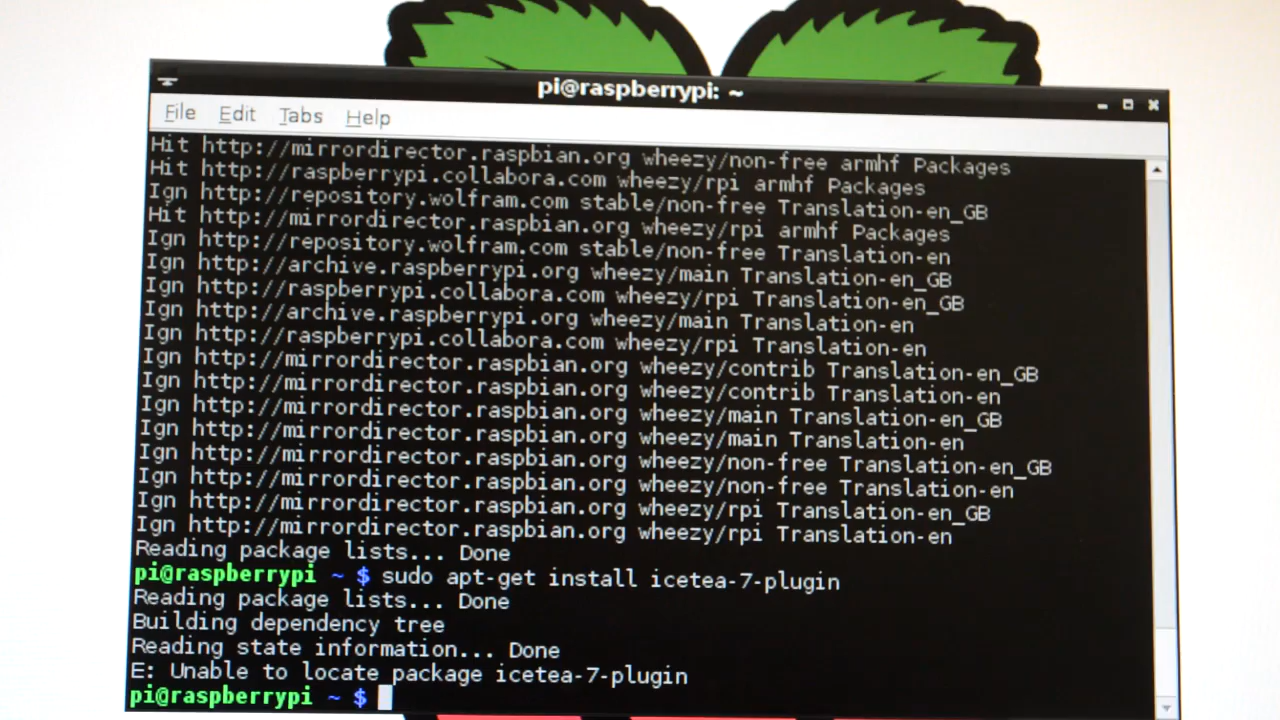 pi@raspberrypi: ~
File Edit Tabs Help
Hit http://mirrordirector.raspbian.org wheezy/non-free armhf Packages
Hit http://raspberrypi.collabora.com wheezy/rpi armhf Packages
Ign http://repository.wolfram.com stable/non-free Translation-en_GB
Hit http://mirrordirector.raspbian.org wheezy/rpi armhf Packages
Ign http://repository.wolfram.com stable/non-free Translation-en
Ign http://archive.raspberrypi.org wheezy/main Translation-en_GB
Ign http://raspberrypi.collabora.com wheezy/rpi Translation-en_GB
Ign http://archive.raspberrypi.org wheezy/main Translation-en
Ign http://raspberrypi.collabora.com wheezy/rpi Translation-en
Ign http://mirrordirector.raspbian.org wheezy/contrib Translation-en_GB
Ign http://mirrordirector.raspbian.org wheezy/contrib Translation-en
Ign http://mirrordirector.raspbian.org wheezy/main Translation-en_GB
Ign http://mirrordirector.raspbian.org wheezy/main Translation-en
Ign http://mirrordirector.raspbian.org wheezy/non-free Translation-en_GB
Ign http://mirrordirector.raspbian.org wheezy/non-free Translation-en
Ign http://mirrordirector.raspbian.org wheezy/rpi Translation-en_GB
Ign http://mirrordirector.raspbian.org wheezy/rpi Translation-en
Reading package lists... Done
pi@raspberrypi ~ $ sudo apt-get install icetea-7-plugin
Reading package lists... Done
Building dependency tree
Reading state information... Done
E: Unable to locate package icetea-7-plugin
pi@raspberrypi ~ $